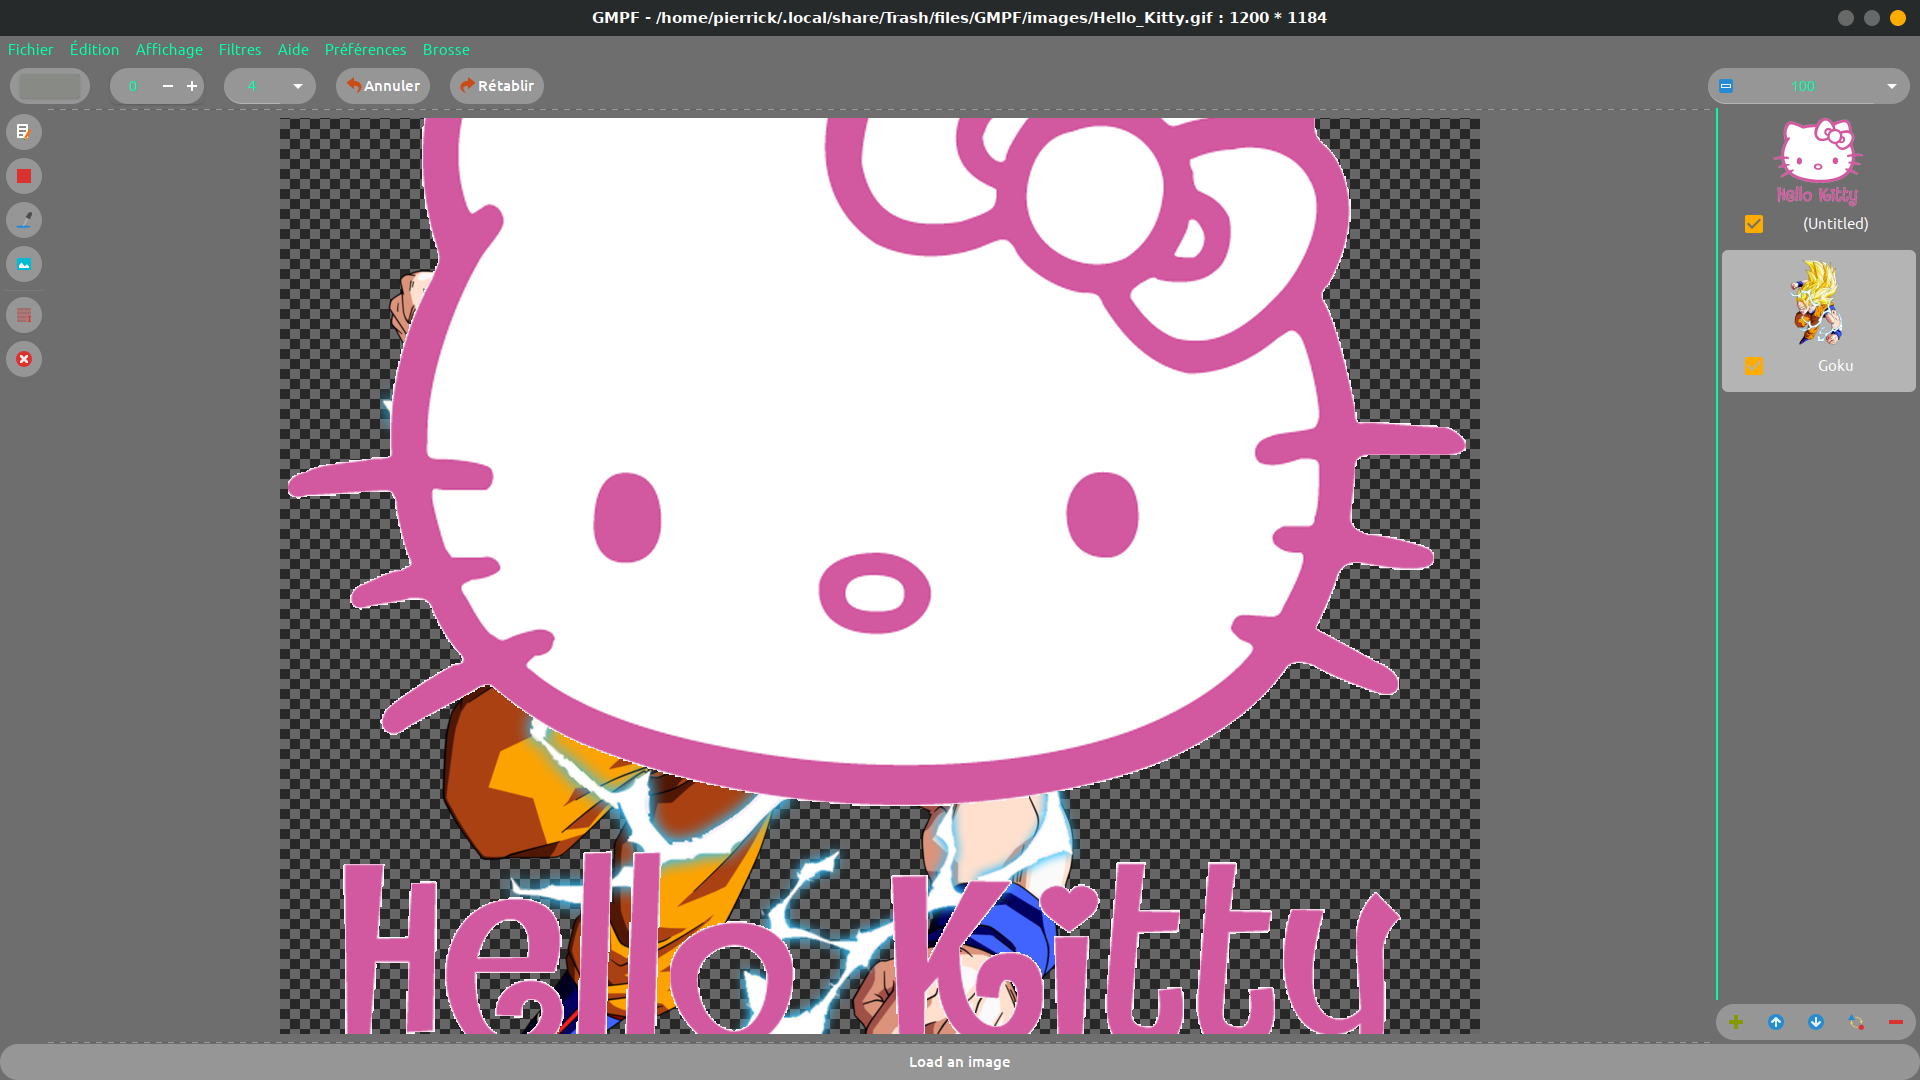 GMPF - /home/pierrick/.local/share/Trash/files/GMPF/images/Hello_Kitty.gif : 1200 * 1184
Fichier Édition Affichage Filtres Aide Préférences Brosse
0 4 Annuler Rétablir 100
Hello Kitty
(Untitled)
Goku
Hello Kitty
Load an image